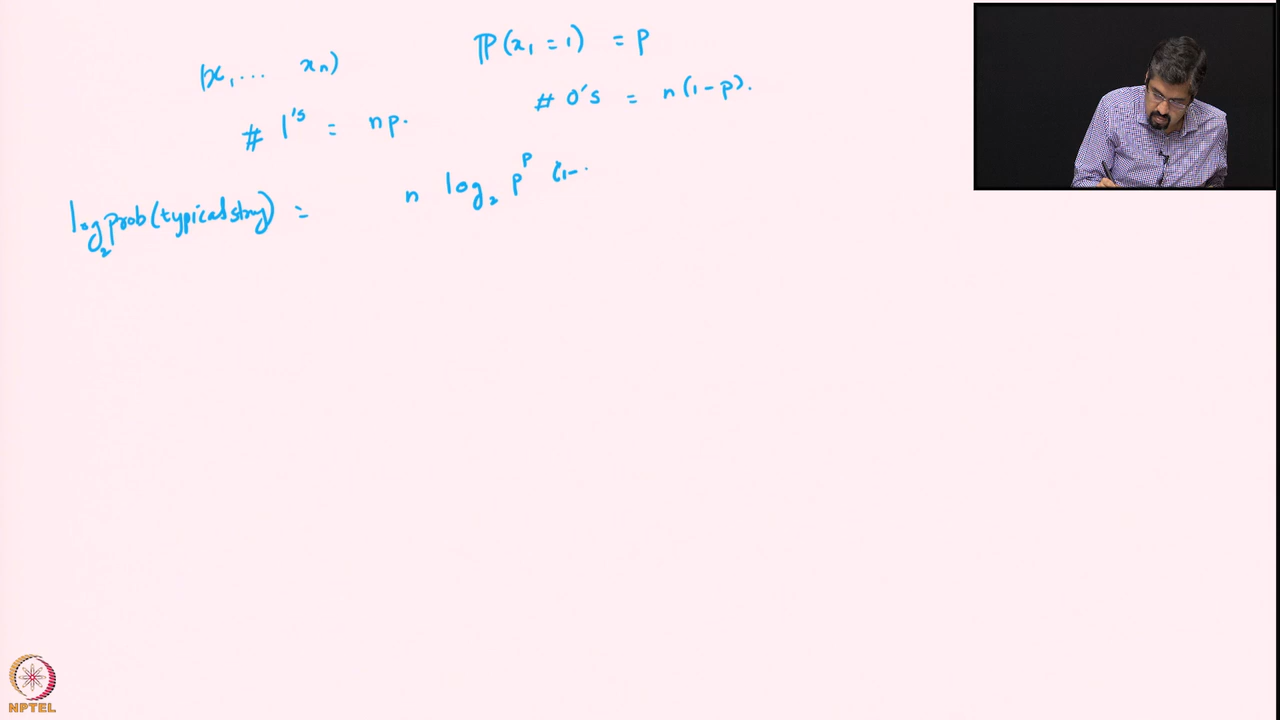 (x₁, ... xₙ)
ℙ(x₁ = 1) = p
# 1's = np.
# 0's = n(1-p).
log₂ prob(typical string) = n log₂ pᵖ (1-
NPTEL